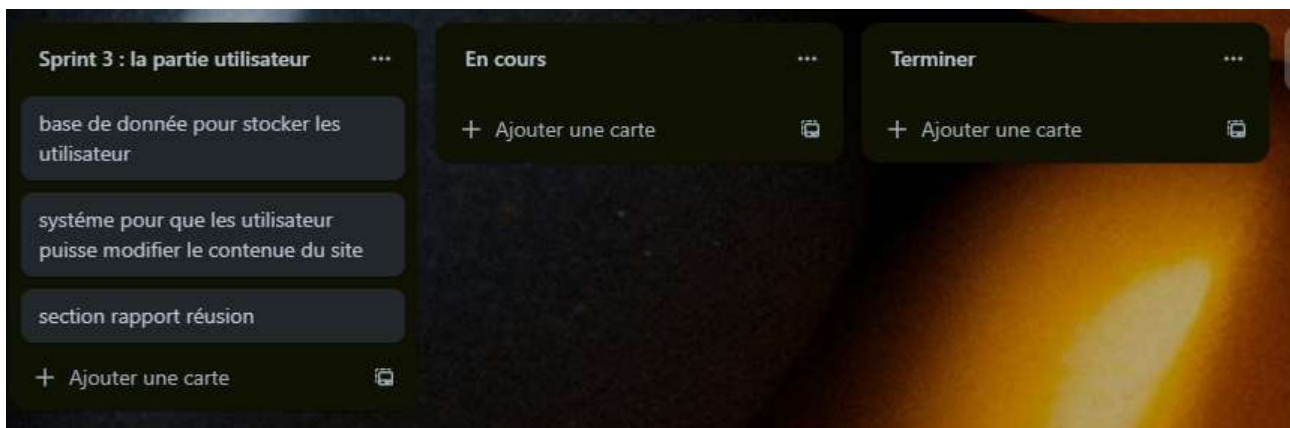 Sprint 3 : la partie utilisateur
base de donnée pour stocker les
utilisateur
systéme pour que les utilisateur
puisse modifier le contenue du site
section rapport réusion
+ Ajouter une carte
En cours
+ Ajouter une carte
Terminer
+ Ajouter une carte